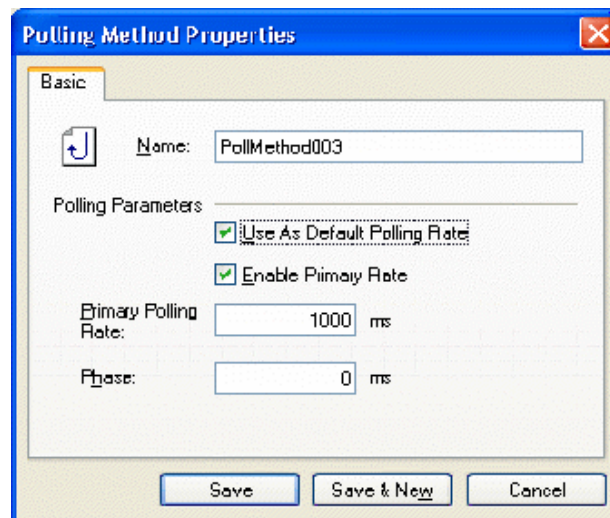 Polling Method Properties
Basic
Name: PollMethod003
Polling Parameters
Use As Default Polling Rate
Enable Primary Rate
Primary Polling Rate: 1000 ms
Phase: 0 ms
Save Save & New Cancel